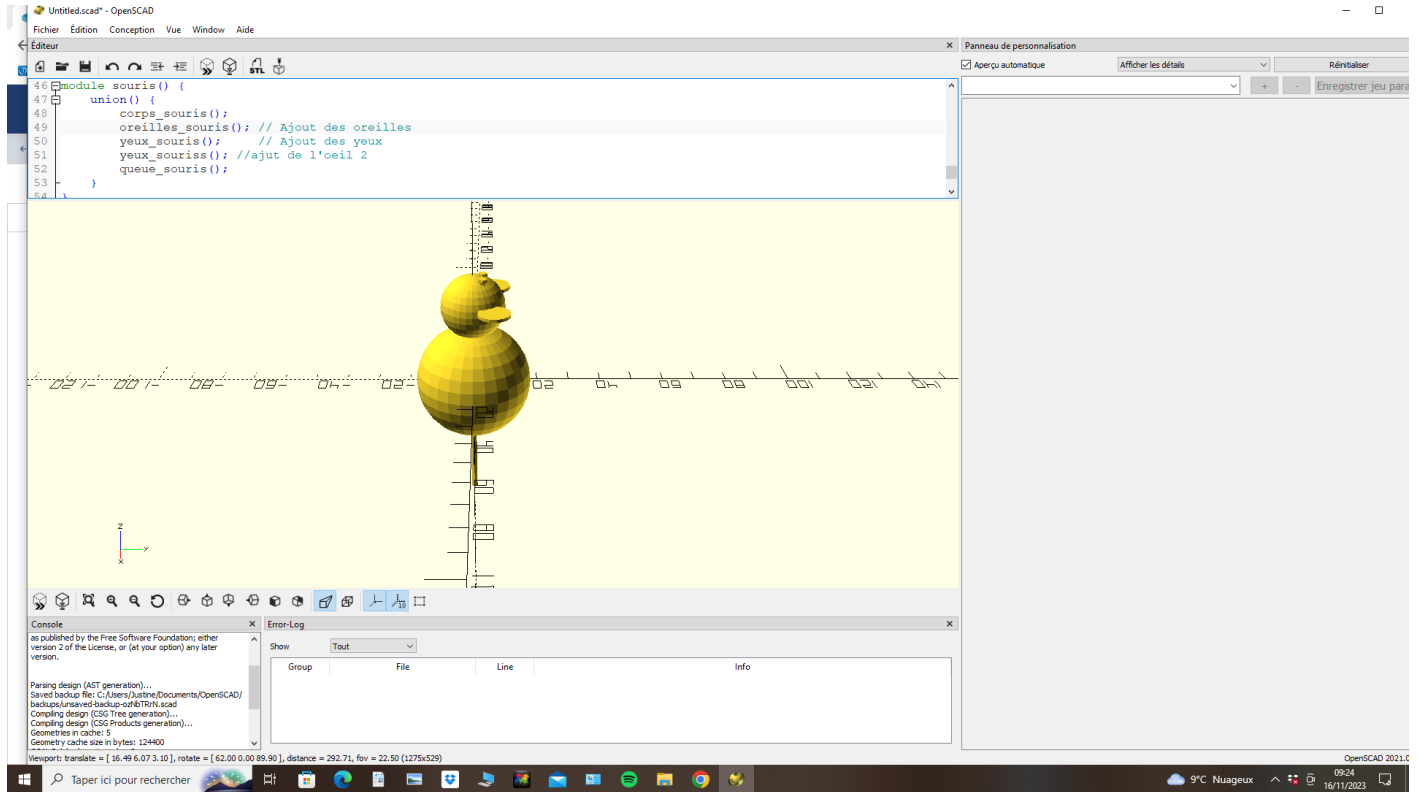 Untitled.scad* - OpenSCAD
Fichier Édition Conception Vue Window Aide
Éditeur
Panneau de personnalisation
Aperçu automatique
Afficher les détails
Réinitialiser
+ - Enregistrer jeu para
STL
46 module souris() {
47 union() {
48 corps_souris();
49 oreilles_souris(); // Ajout des oreilles
50 yeux_souris(); // Ajout des yeux
51 yeux_souriss(); //ajut de l'oeil 2
52 queue_souris();
53 }
54 }
z
y
x
10
Console
Error-Log
as published by the Free Software Foundation; either
version 2 of the License, or (at your option) any later
version.
Parsing design (AST generation)...
Saved backup file: C:/Users/Justine/Documents/OpenSCAD/
backups/unsaved-backup-ozNbTRrN.scad
Compiling design (CSG Tree generation)...
Compiling design (CSG Products generation)...
Geometries in cache: 5
Geometry cache size in bytes: 124400
Show Tout
Group File Line Info
Viewport: translate = [ 16.49 6.07 3.10 ], rotate = [ 62.00 0.00 89.90 ], distance = 292.71, fov = 22.50 (1275x529)
OpenSCAD 2021.0
Taper ici pour rechercher
9°C Nuageux
09:24
16/11/2023